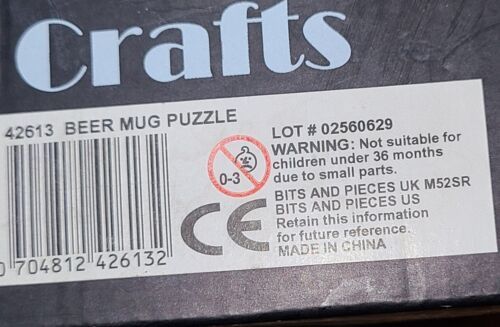 Crafts
42613 BEER MUG PUZZLE
0 704812 426132
0-3
CE
LOT # 02560629
WARNING: Not suitable for
children under 36 months
due to small parts.
BITS AND PIECES UK M52SR
BITS AND PIECES US
Retain this information
for future reference.
MADE IN CHINA